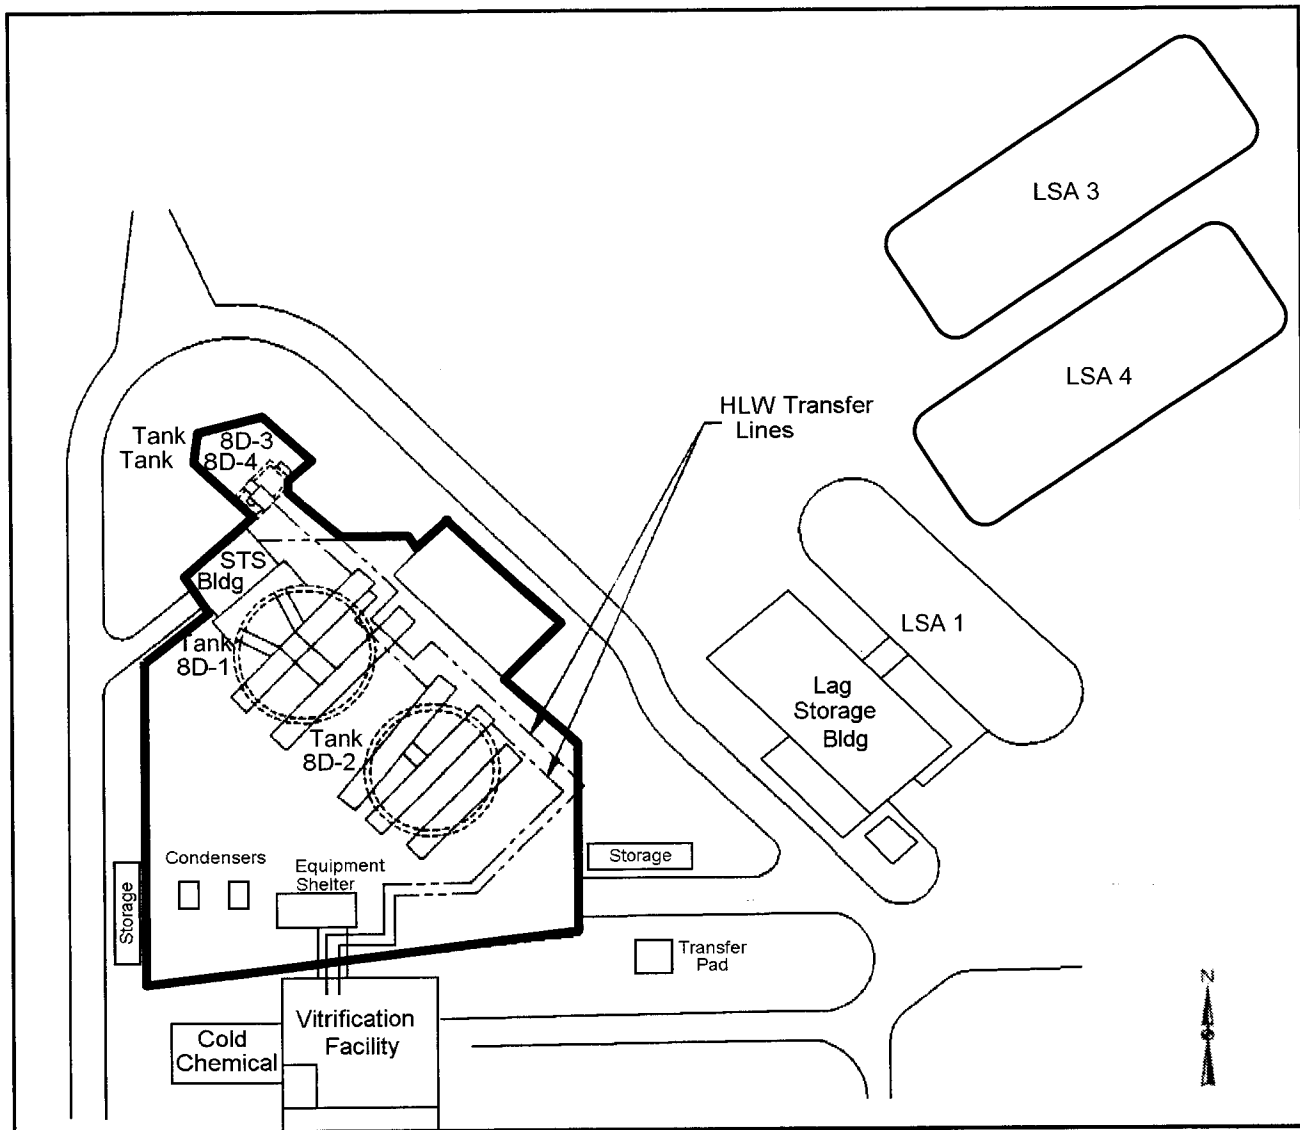 LSA 3
LSA 4
HLW Transfer
Lines
Tank 8D-3
Tank 8D-4
STS
Bldg
LSA 1
Tank
8D-1
Lag
Storage
Bldg
Tank
8D-2
Condensers
Equipment
Shelter
Storage
Storage
Transfer
Pad
N
Vitrification
Facility
Cold
Chemical